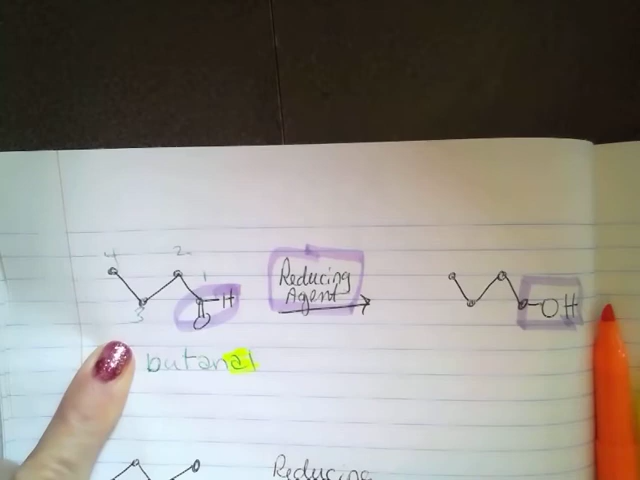 4 2 1 3
H
O
Reducing
Agent
OH
butanal
Reducing